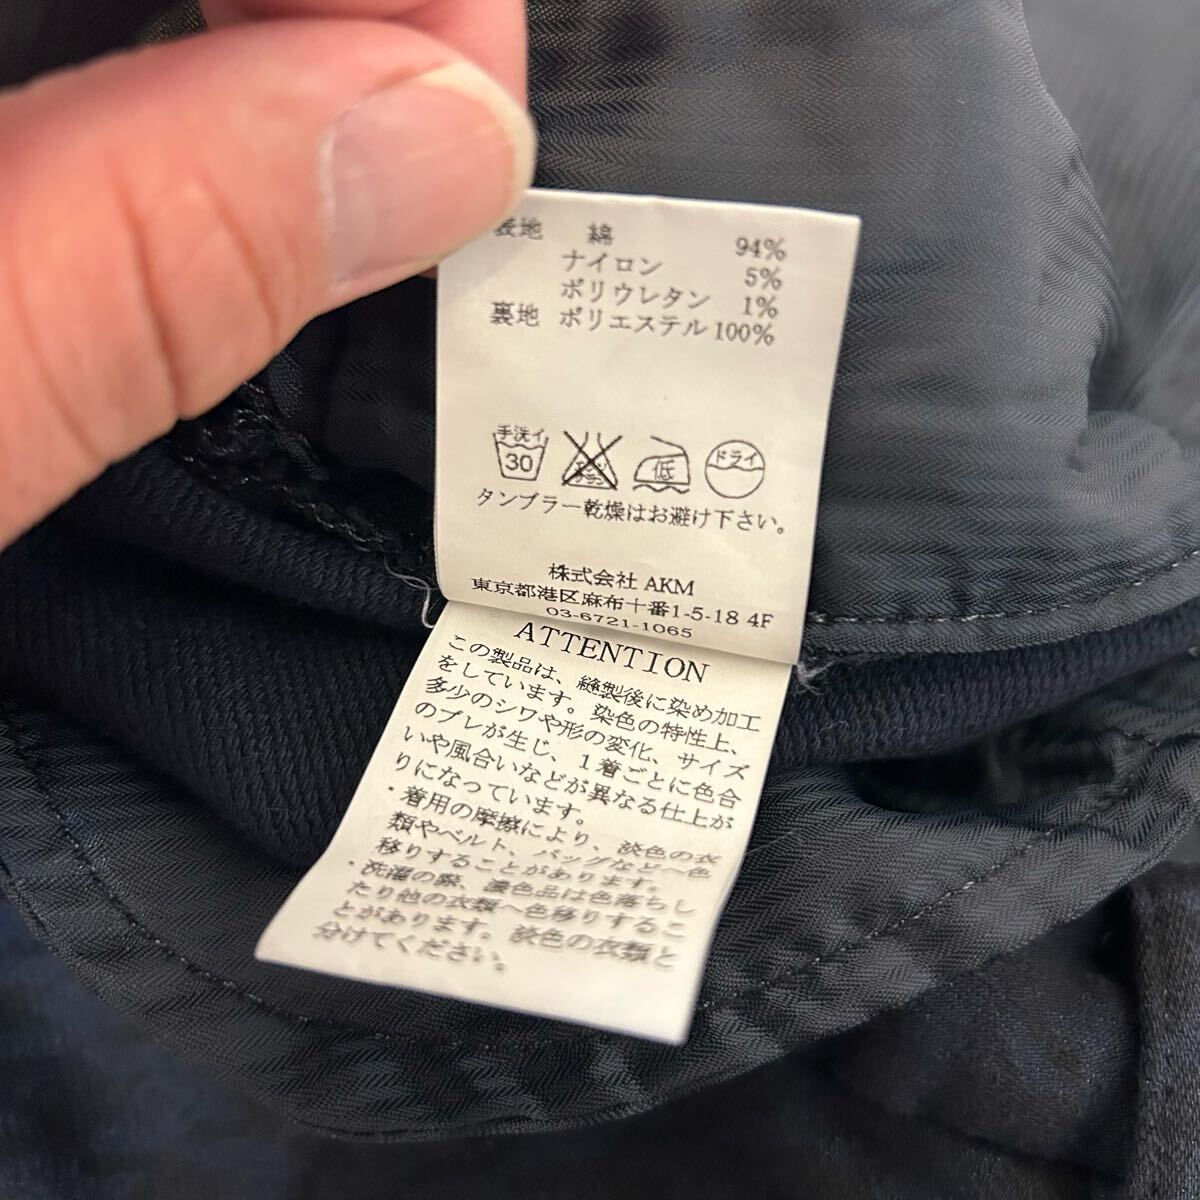 表地 綿 94%
ナイロン 5%
ポリウレタン 1%
裏地 ポリエステル 100%
手洗イ
30
低
ドライ
タンブラー乾燥はお避け下さい。
株式会社 AKM
東京都港区麻布十番1-5-18 4F
03-6721-1065
ATTENTION
この製品は、縫製後に染め加工
をしています。染色の特性上、
多少のシワや形の変化、サイズ
のブレが生じ、1着ごとに色合
いや風合いなどが異なる仕上が
りになっています。
・着用の摩擦により、淡色の衣
類やベルト、バッグなどへ色
移りすることがあります。
・洗濯の際、濃色品は色落ちし
たり他の衣類へ色移りするこ
とがあります。淡色の衣類と
分けてください。